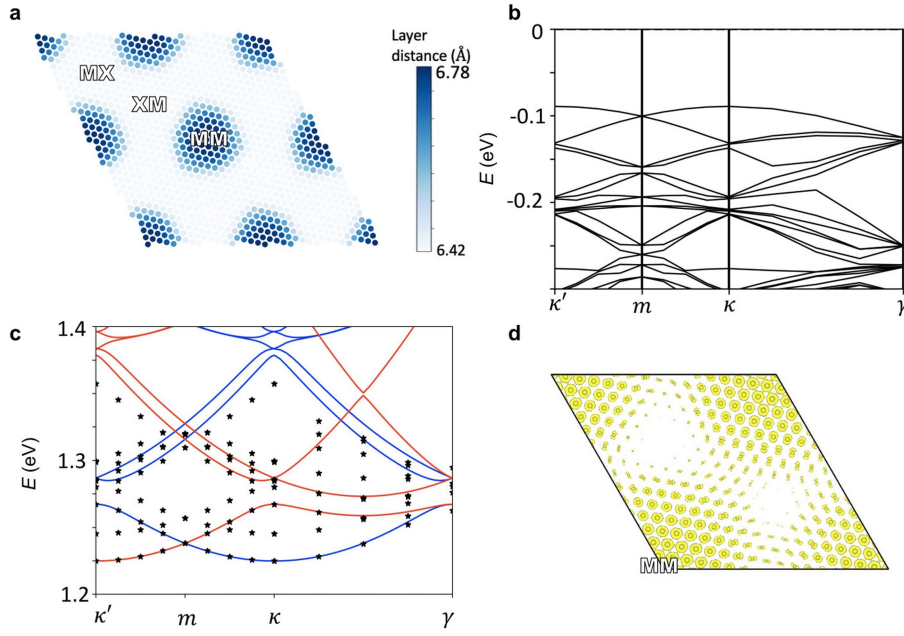 a
Layer
distance (Å)
6.78
6.42
MX
XM
MM
b
0
-0.1
-0.2
E (eV)
κ′
m
κ
γ
c
1.4
1.3
1.2
E (eV)
κ′
m
κ
γ
d
MM